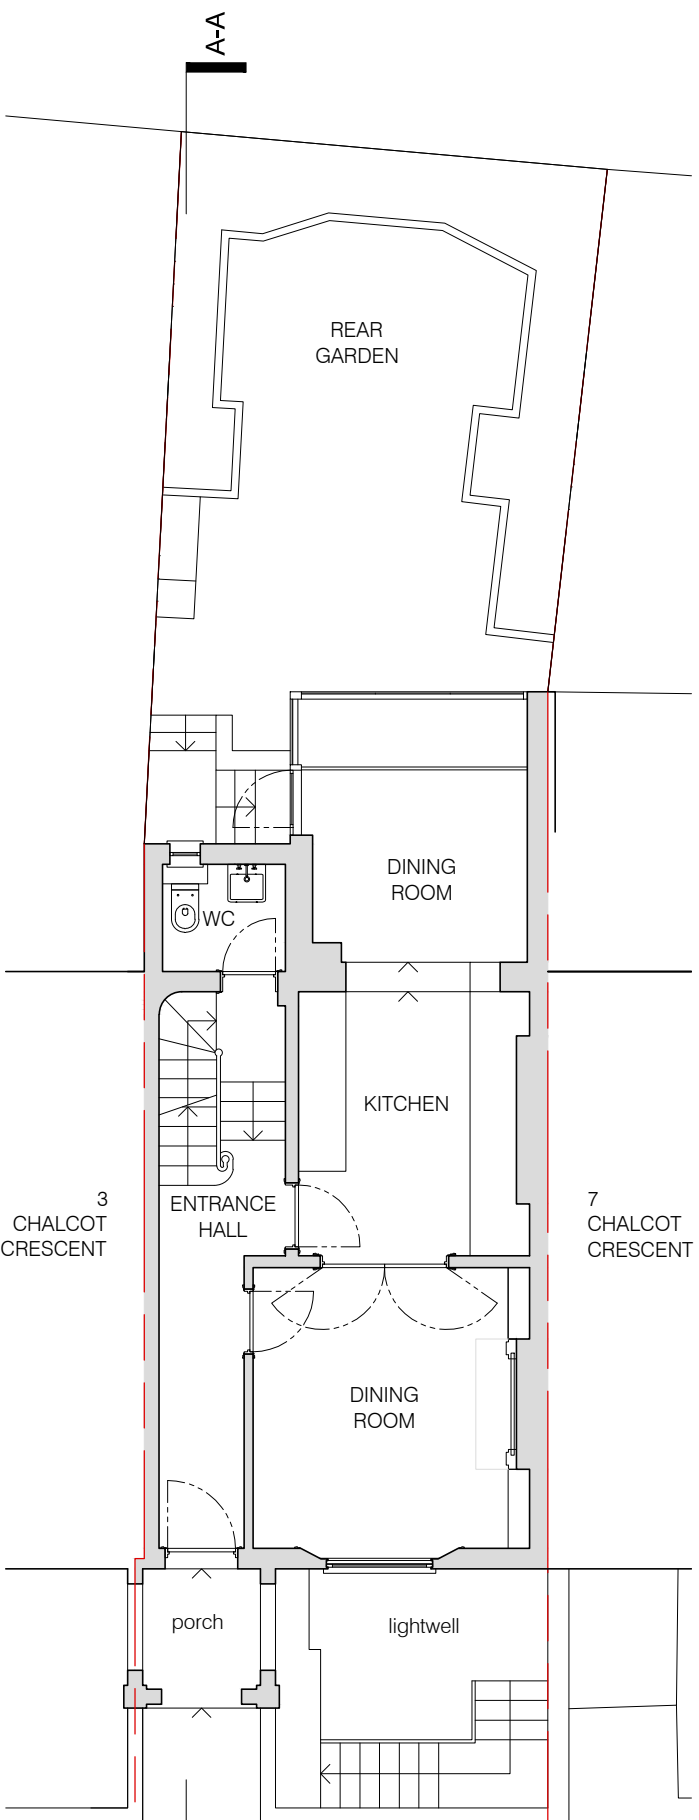 A-A
REAR
GARDEN
DINING
ROOM
WC
KITCHEN
3
CHALCOT
CRESCENT
ENTRANCE
HALL
7
CHALCOT
CRESCENT
DINING
ROOM
porch
lightwell